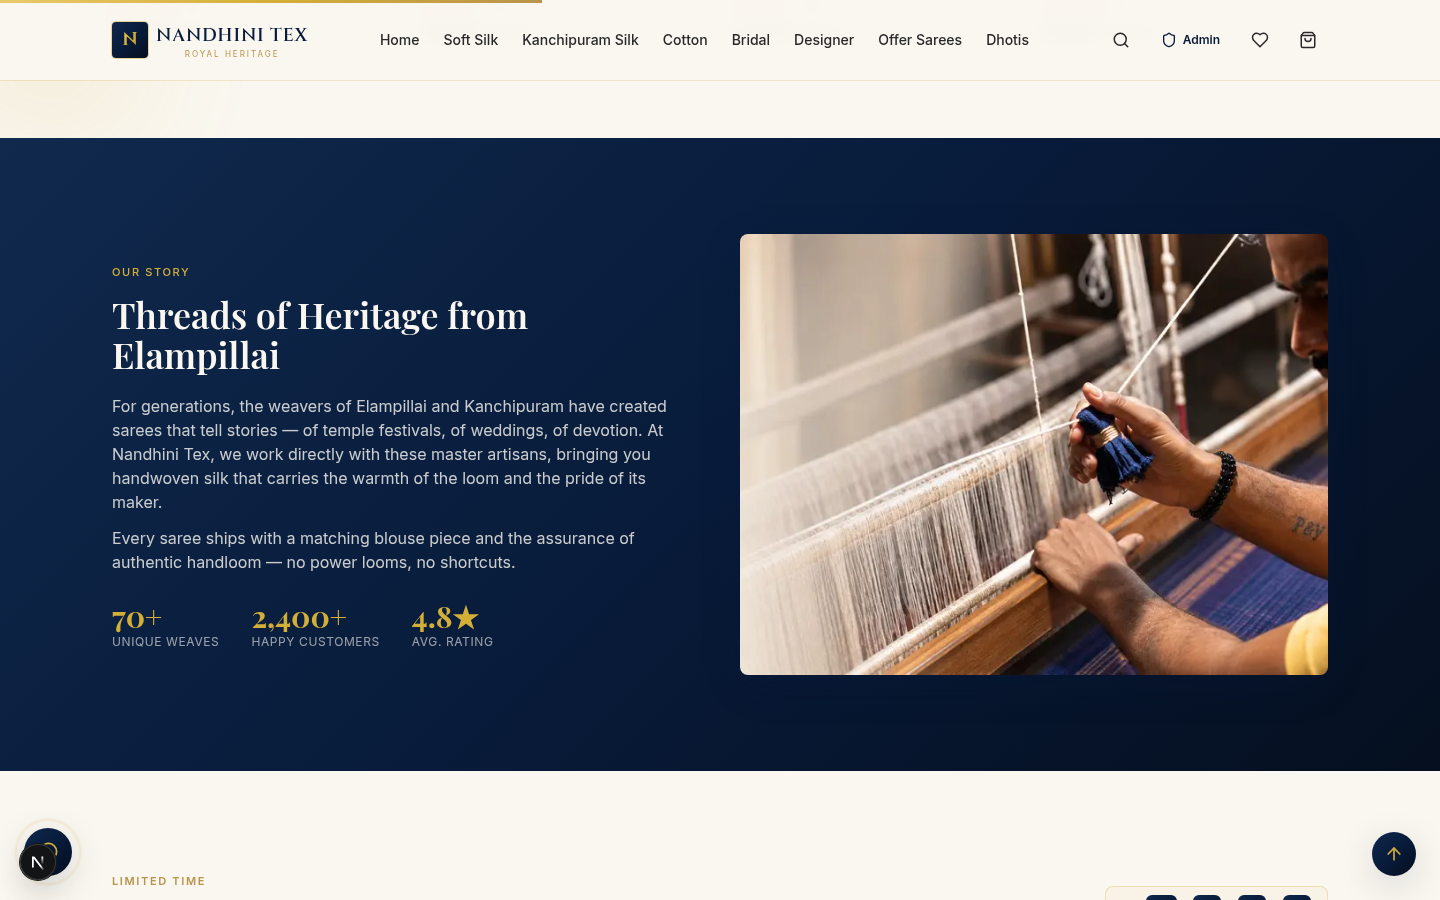 N
NANDHINI TEX
ROYAL HERITAGE
Home
Soft Silk
Kanchipuram Silk
Cotton
Bridal
Designer
Offer Sarees
Dhotis
Admin
OUR STORY
Threads of Heritage from
Elampillai
For generations, the weavers of Elampillai and Kanchipuram have created
sarees that tell stories — of temple festivals, of weddings, of devotion. At
Nandhini Tex, we work directly with these master artisans, bringing you
handwoven silk that carries the warmth of the loom and the pride of its
maker.
Every saree ships with a matching blouse piece and the assurance of
authentic handloom — no power looms, no shortcuts.
70+
2,400+
4.8★
UNIQUE WEAVES
HAPPY CUSTOMERS
AVG. RATING
N
LIMITED TIME